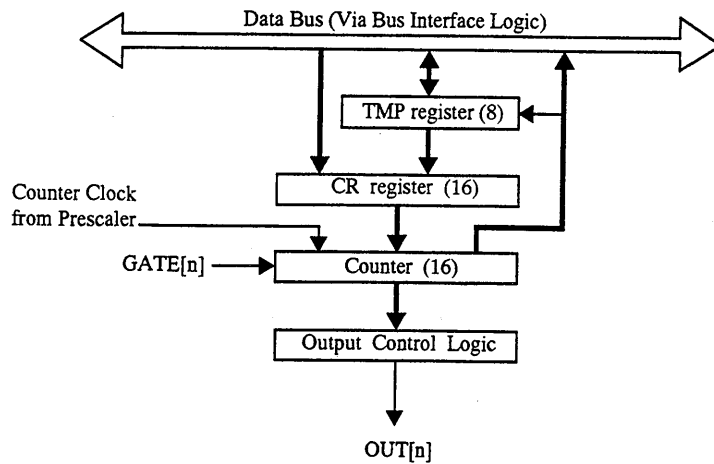 Data Bus (Via Bus Interface Logic)
TMP register (8)
CR register (16)
Counter Clock
from Prescaler
GATE[n]
Counter (16)
Output Control Logic
OUT[n]